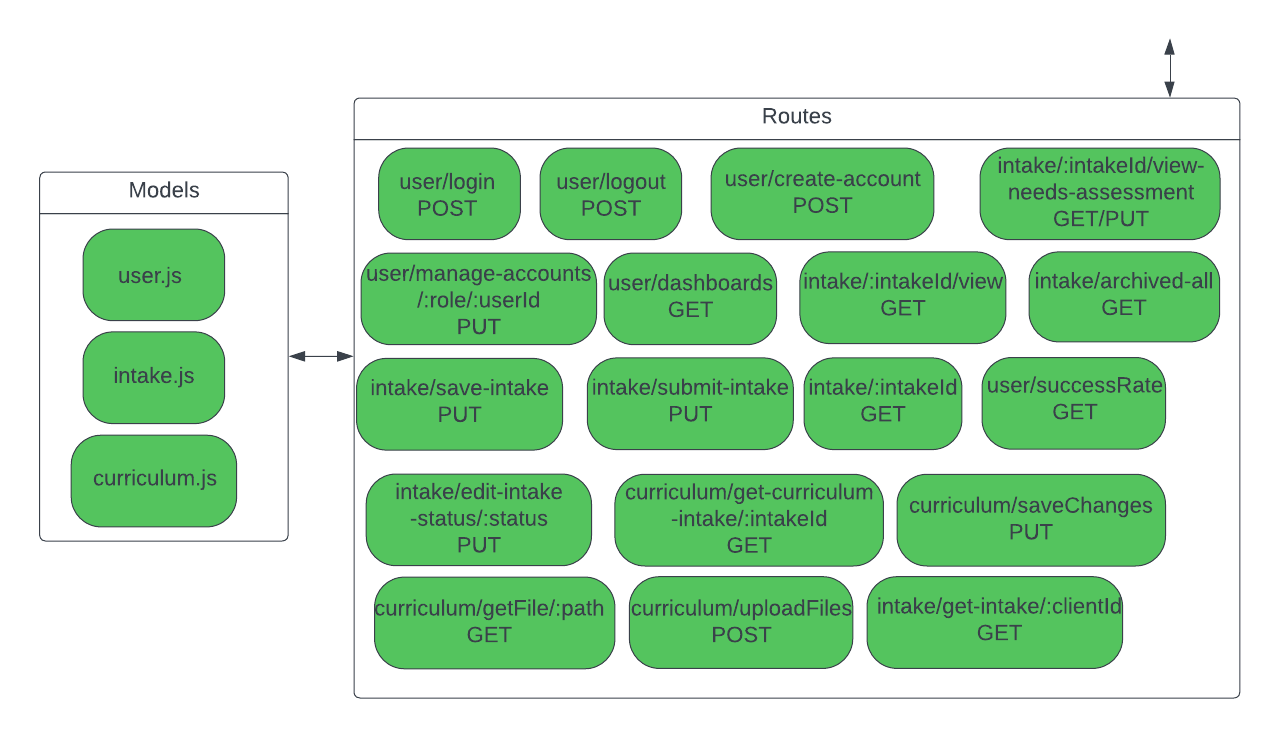 Models
user.js
intake.js
curriculum.js
Routes
user/login
POST
user/logout
POST
user/create-account
POST
intake/:intakeId/view-
needs-assessment
GET/PUT
user/manage-accounts
/:role/:userId
PUT
user/dashboards
GET
intake/:intakeId/view
GET
intake/archived-all
GET
intake/save-intake
PUT
intake/submit-intake
PUT
intake/:intakeId
GET
user/successRate
GET
intake/edit-intake
-status/:status
PUT
curriculum/get-curriculum
-intake/:intakeId
GET
curriculum/saveChanges
PUT
curriculum/getFile/:path
GET
curriculum/uploadFiles
POST
intake/get-intake/:clientId
GET